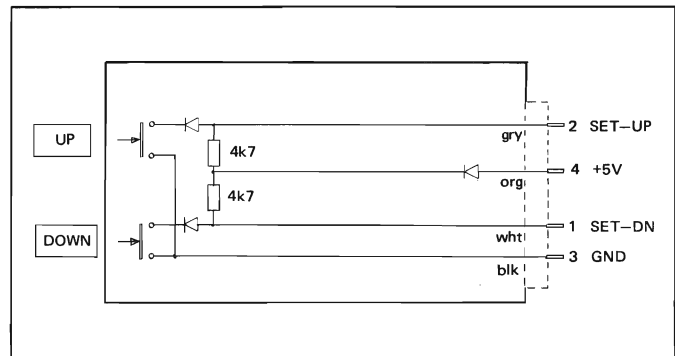 UP
4k7
4k7
DOWN
gry
2 SET–UP
org
4 +5V
wht
1 SET–DN
blk
3 GND